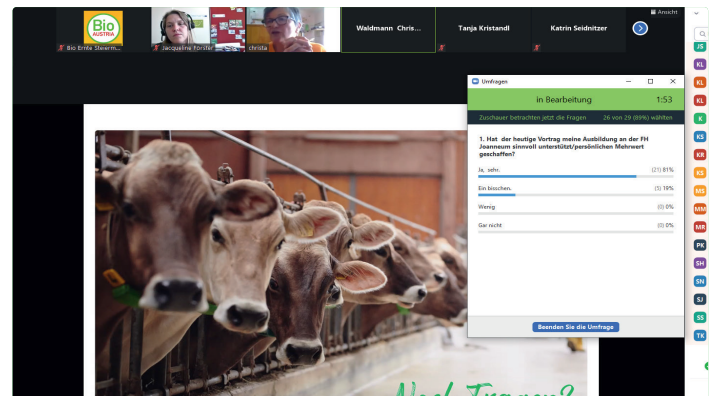 Ansicht
Bio
AUSTRIA
Bio Ernte Steierm...
Jacqueline Forster
christa
Waldmann Chris...
Tanja Kristandl
Katrin Seidnitzer
Umfragen
in Bearbeitung 1:53
Zuschauer betrachten jetzt die Fragen 26 von 29 (89%) wählten
1. Hat der heutige Vortrag meine Ausbildung an der FH
Joanneum sinnvoll unterstützt/persönlichen Mehrwert
geschaffen?
Ja, sehr. (21) 81%
Ein bisschen. (5) 19%
Wenig (0) 0%
Gar nicht (0) 0%
Beenden Sie die Umfrage
Noch Fragen?
JS
KL
KL
KL
K
KS
KR
KS
MS
MM
MR
PK
SH
SN
SJ
SS
TK